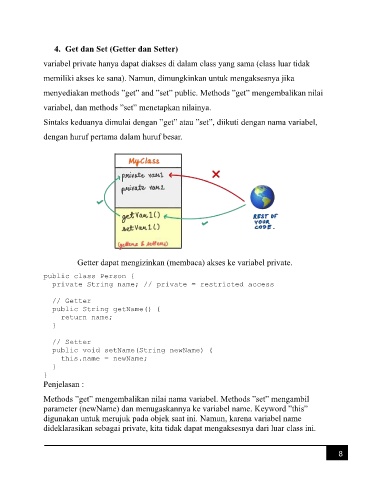 4. Get dan Set (Getter dan Setter)
variabel private hanya dapat diakses di dalam class yang sama (class luar tidak
memiliki akses ke sana). Namun, dimungkinkan untuk mengaksesnya jika
menyediakan methods ”get” and ”set” public. Methods ”get” mengembalikan nilai
variabel, dan methods ”set” menetapkan nilainya.
Sintaks keduanya dimulai dengan ”get” atau ”set”, diikuti dengan nama variabel,
dengan huruf pertama dalam huruf besar.
MyClass
private var1
private var2
getVar1()
setVar1()
(getters & setters)
REST OF
YOUR
CODE.
Getter dapat mengizinkan (membaca) akses ke variabel private.
public class Person {
private String name; // private = restricted access
// Getter
public String getName() {
return name;
}
// Setter
public void setName(String newName) {
this.name = newName;
}
}
Penjelasan :
Methods ”get” mengembalikan nilai nama variabel. Methods ”set” mengambil
parameter (newName) dan menugaskannya ke variabel name. Keyword ”this”
digunakan untuk merujuk pada objek saat ini. Namun, karena variabel name
dideklarasikan sebagai private, kita tidak dapat mengaksesnya dari luar class ini.
8